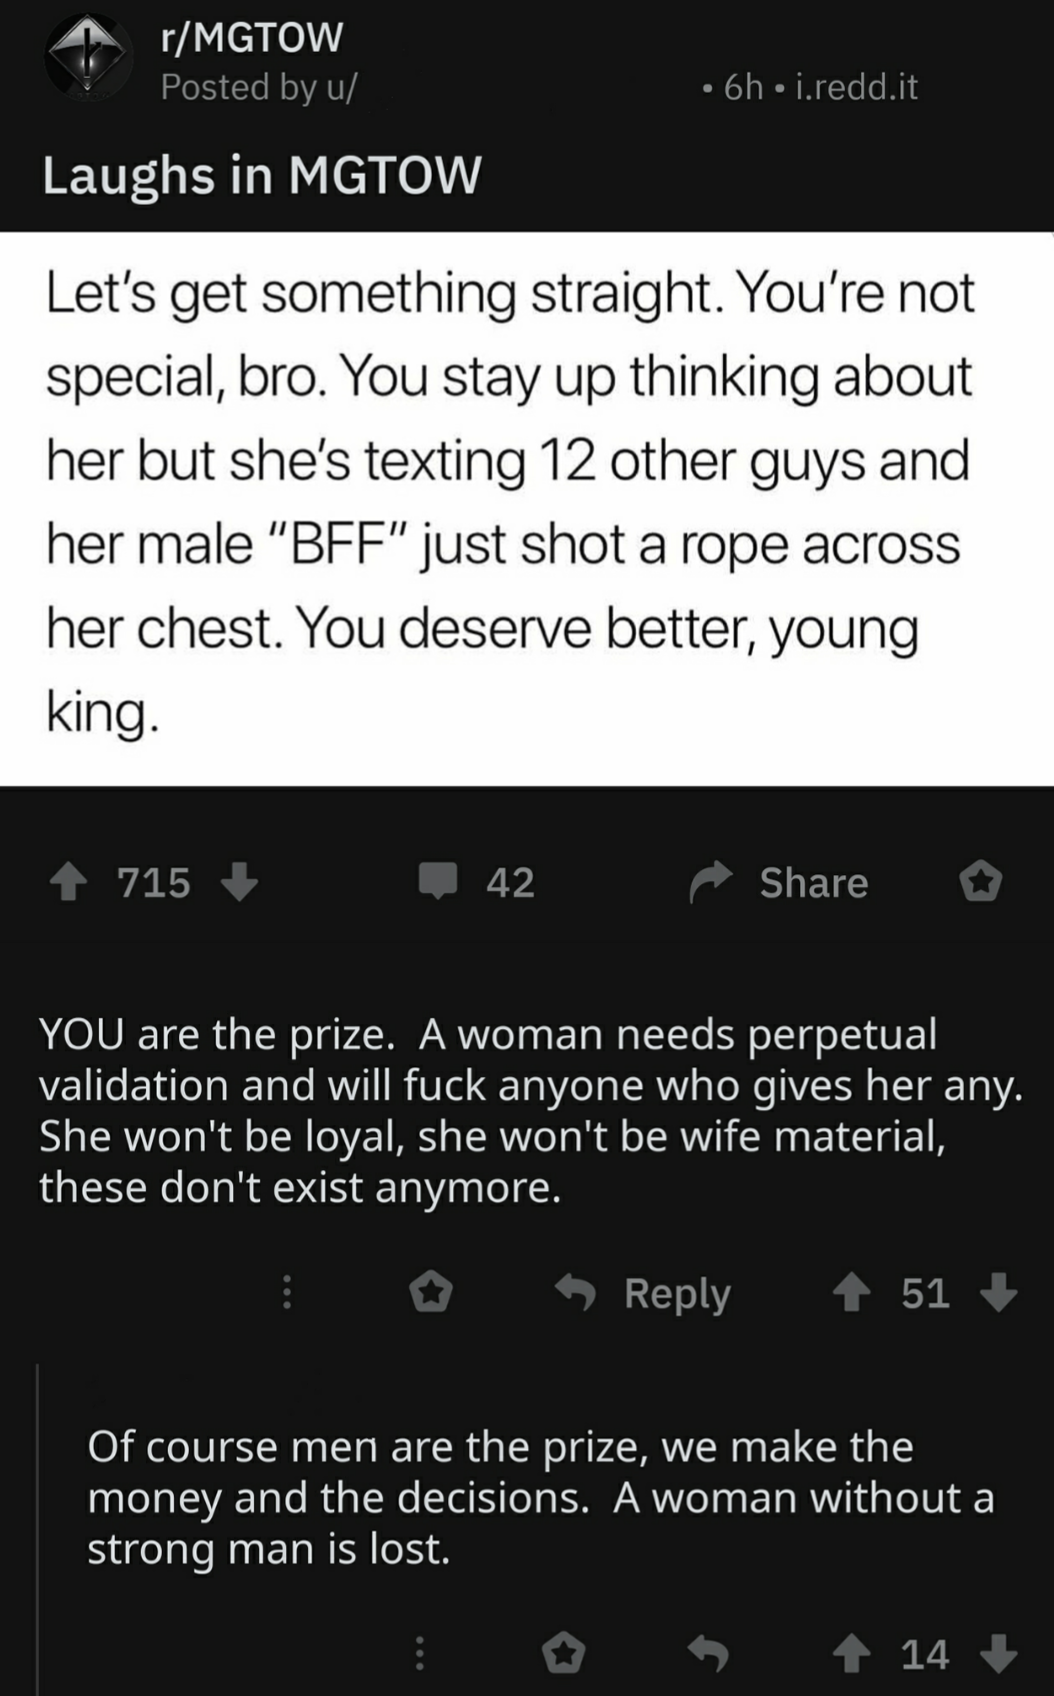 r/MGTOW
Posted by u/ • 6h • i.redd.it
Laughs in MGTOW
Let's get something straight. You're not
special, bro. You stay up thinking about
her but she's texting 12 other guys and
her male "BFF" just shot a rope across
her chest. You deserve better, young
king.
715 42 Share
YOU are the prize.  A woman needs perpetual
validation and will fuck anyone who gives her any.
She won't be loyal, she won't be wife material,
these don't exist anymore.
Reply 51
Of course men are the prize, we make the
money and the decisions.  A woman without a
strong man is lost.
14